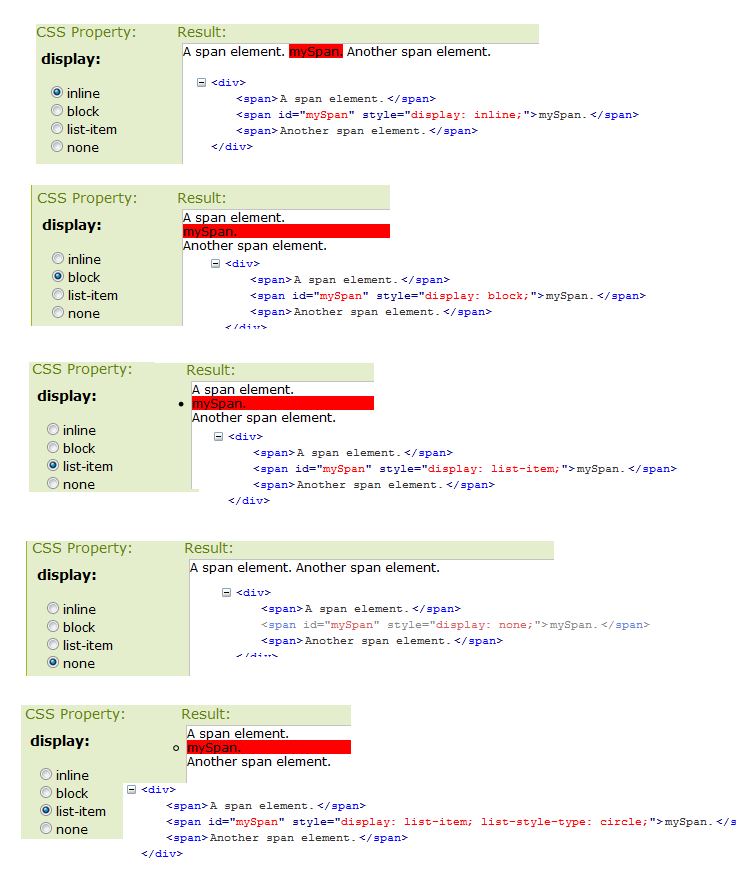 CSS Property: Result:
A span element. mySpan. Another span element.
display:
<div>
inline
<span>A span element.</span>
block
<span id="mySpan" style="display: inline;">mySpan.</span>
list-item
<span>Another span element.</span>
none
</div>
CSS Property: Result:
A span element.
display:
mySpan.
Another span element.
inline
<div>
block
<span>A span element.</span>
list-item
<span id="mySpan" style="display: block;">mySpan.</span>
none
<span>Another span element.</span>
</div>
CSS Property: Result:
A span element.
display:
• mySpan.
Another span element.
inline
<div>
block
<span>A span element.</span>
list-item
<span id="mySpan" style="display: list-item;">mySpan.</span>
none
<span>Another span element.</span>
</div>
CSS Property: Result:
A span element. Another span element.
display:
<div>
inline
<span>A span element.</span>
block
<span id="mySpan" style="display: none;">mySpan.</span>
list-item
<span>Another span element.</span>
none
</div>
CSS Property: Result:
A span element.
display:
mySpan.
Another span element.
inline
<div>
block
<span>A span element.</span>
list-item
<span id="mySpan" style="display: list-item; list-style-type: circle;">mySpan.</s
none
<span>Another span element.</span>
</div>